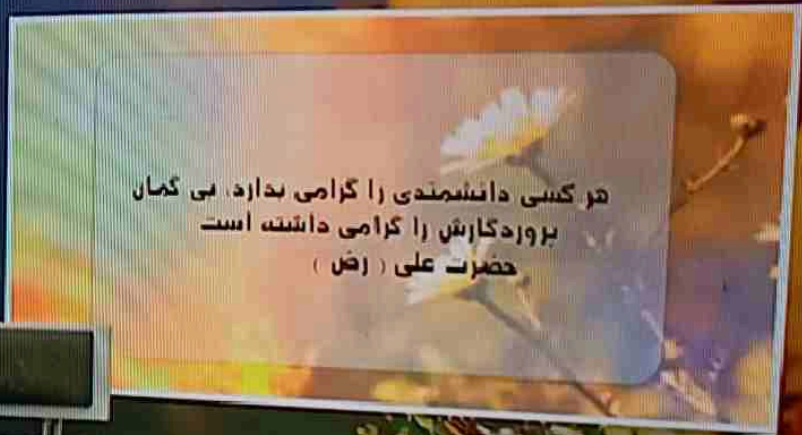 هر کسی دانشمندی را گرامی بدارد، بی گمان
پروردگارش را گرامی داشته است
حضرت علی ( رض )